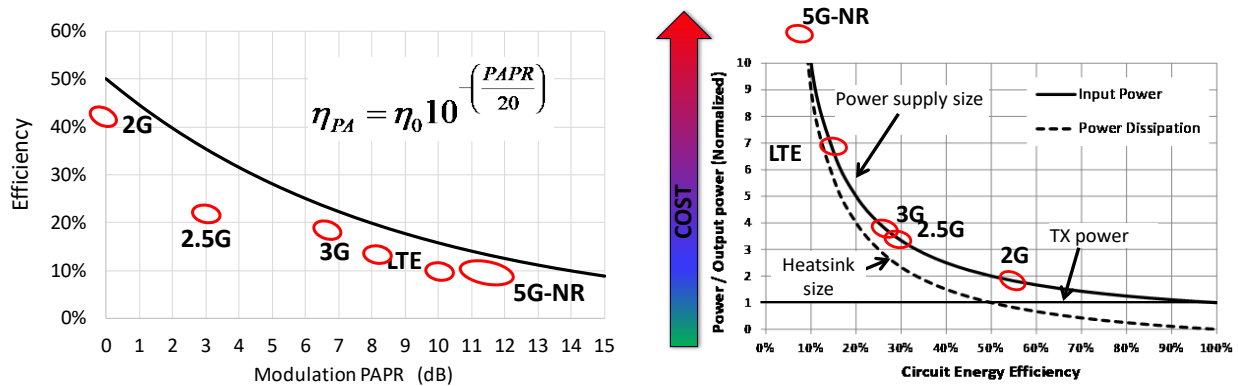 60%
50%
40%
30%
20%
10%
0%
Efficiency
0 1 2 3 4 5 6 7 8 9 10 11 12 13 14 15
Modulation PAPR (dB)
2G
2.5G
3G
LTE
5G-NR
η_PA = η_0 10^-(PAPR/20)
COST
5G-NR
10
9
8
7
6
5
4
3
2
1
0
Power / Output power (Normalized)
Power supply size
Input Power
Power Dissipation
LTE
3G
2.5G
2G
TX power
Heatsink
size
0% 10% 20% 30% 40% 50% 60% 70% 80% 90% 100%
Circuit Energy Efficiency